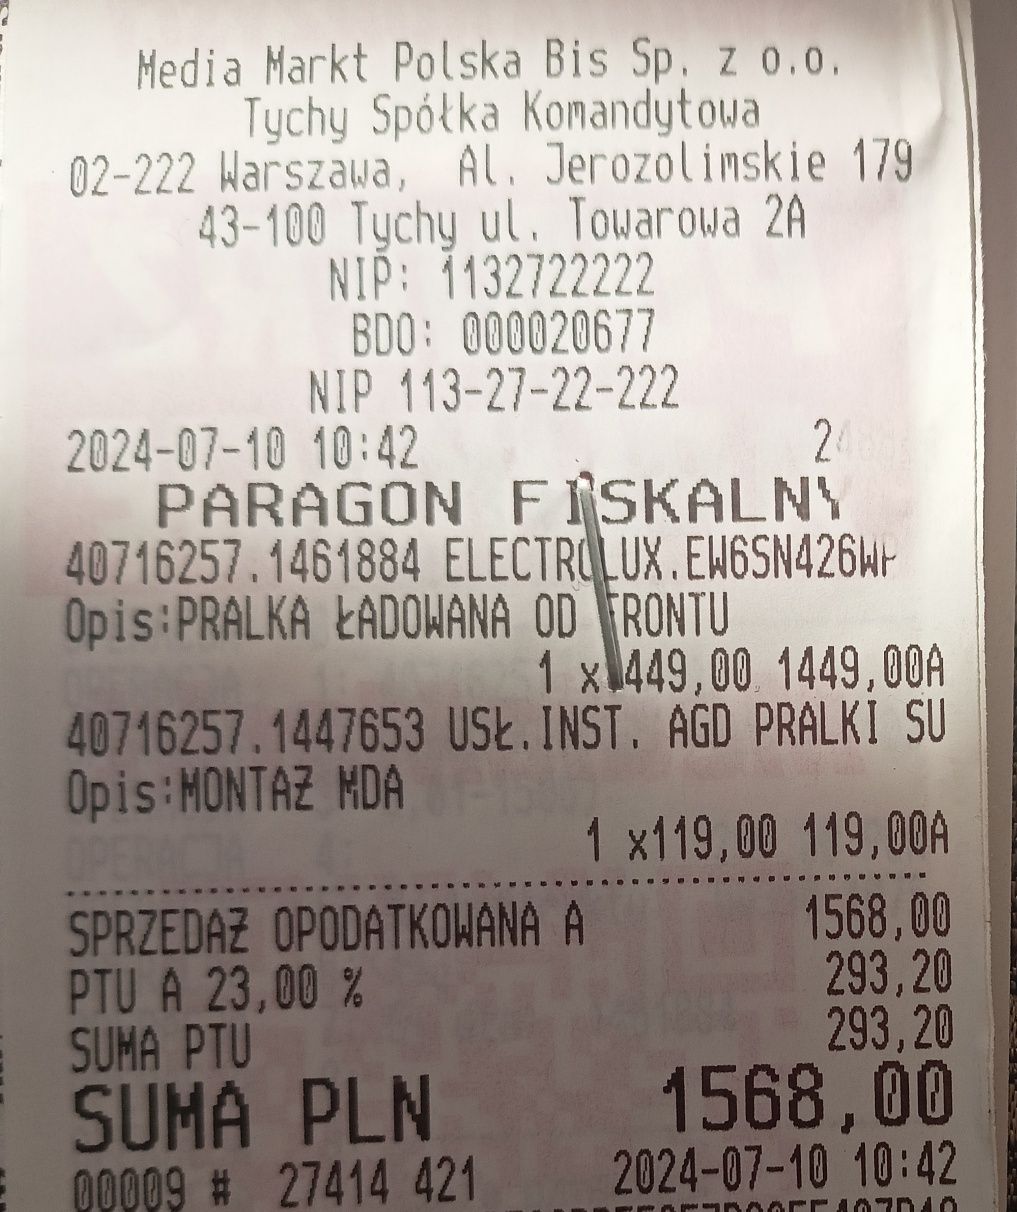 Media Markt Polska Bis Sp. z o.o.
Tychy Spółka Komandytowa
02-222 Warszawa, Al. Jerozolimskie 179
43-100 Tychy ul. Towarowa 2A
NIP: 1132722222
BDO: 000020677
NIP 113-27-22-222
2024-07-10 10:42
PARAGON FISKALNY
40716257.1461884 ELECTROLUX.EW6SN426WP
Opis:PRALKA ŁADOWANA OD FRONTU
1 x1449,00 1449,00A
40716257.1447653 USŁ.INST. AGD PRALKI SU
Opis:MONTAŻ MDA
1 x119,00 119,00A
SPRZEDAŻ OPODATKOWANA A 1568,00
PTU A 23,00 % 293,20
SUMA PTU 293,20
SUMA PLN 1568,00
00009 # 27414 421 2024-07-10 10:42